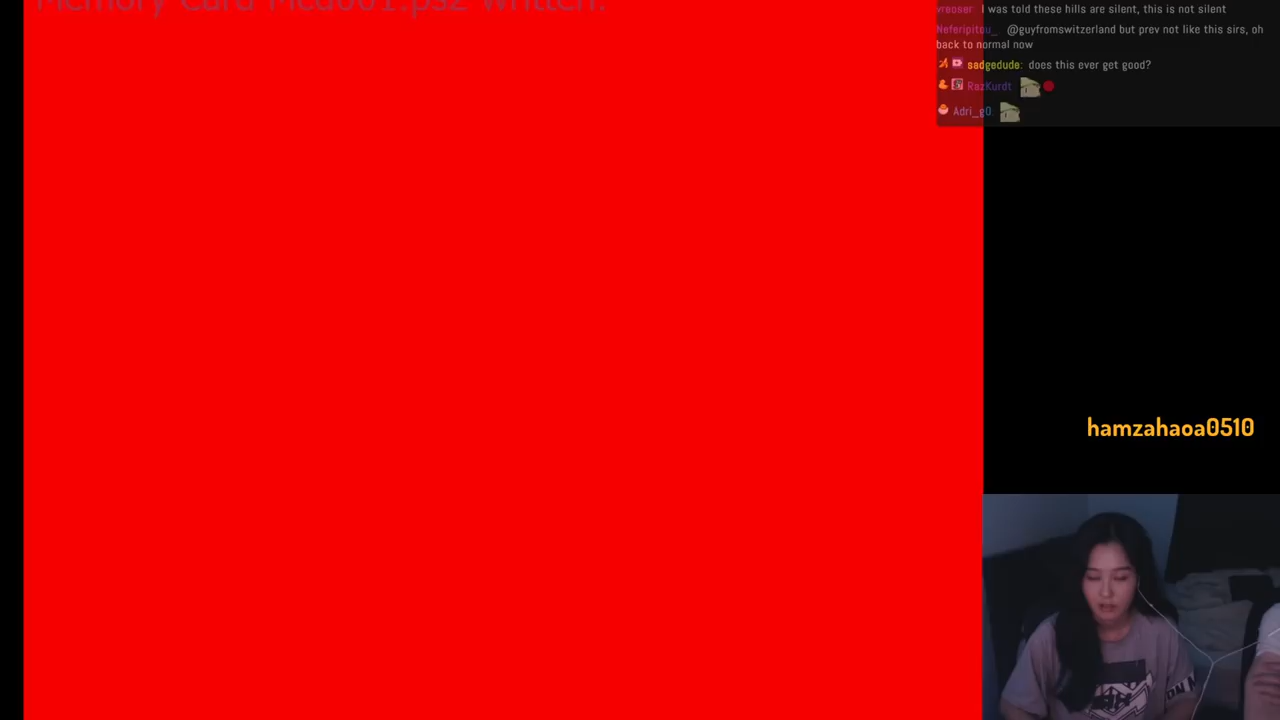 Memory Card Mcd001.ps2 written.
vreoser I was told these hills are silent, this is not silent
Neferipitou_ @guyfromswitzerland but prev not like this sirs, oh
back to normal now
sadgedude: does this ever get good?
RazKurdt
Adri_g0.
hamzahaoa0510